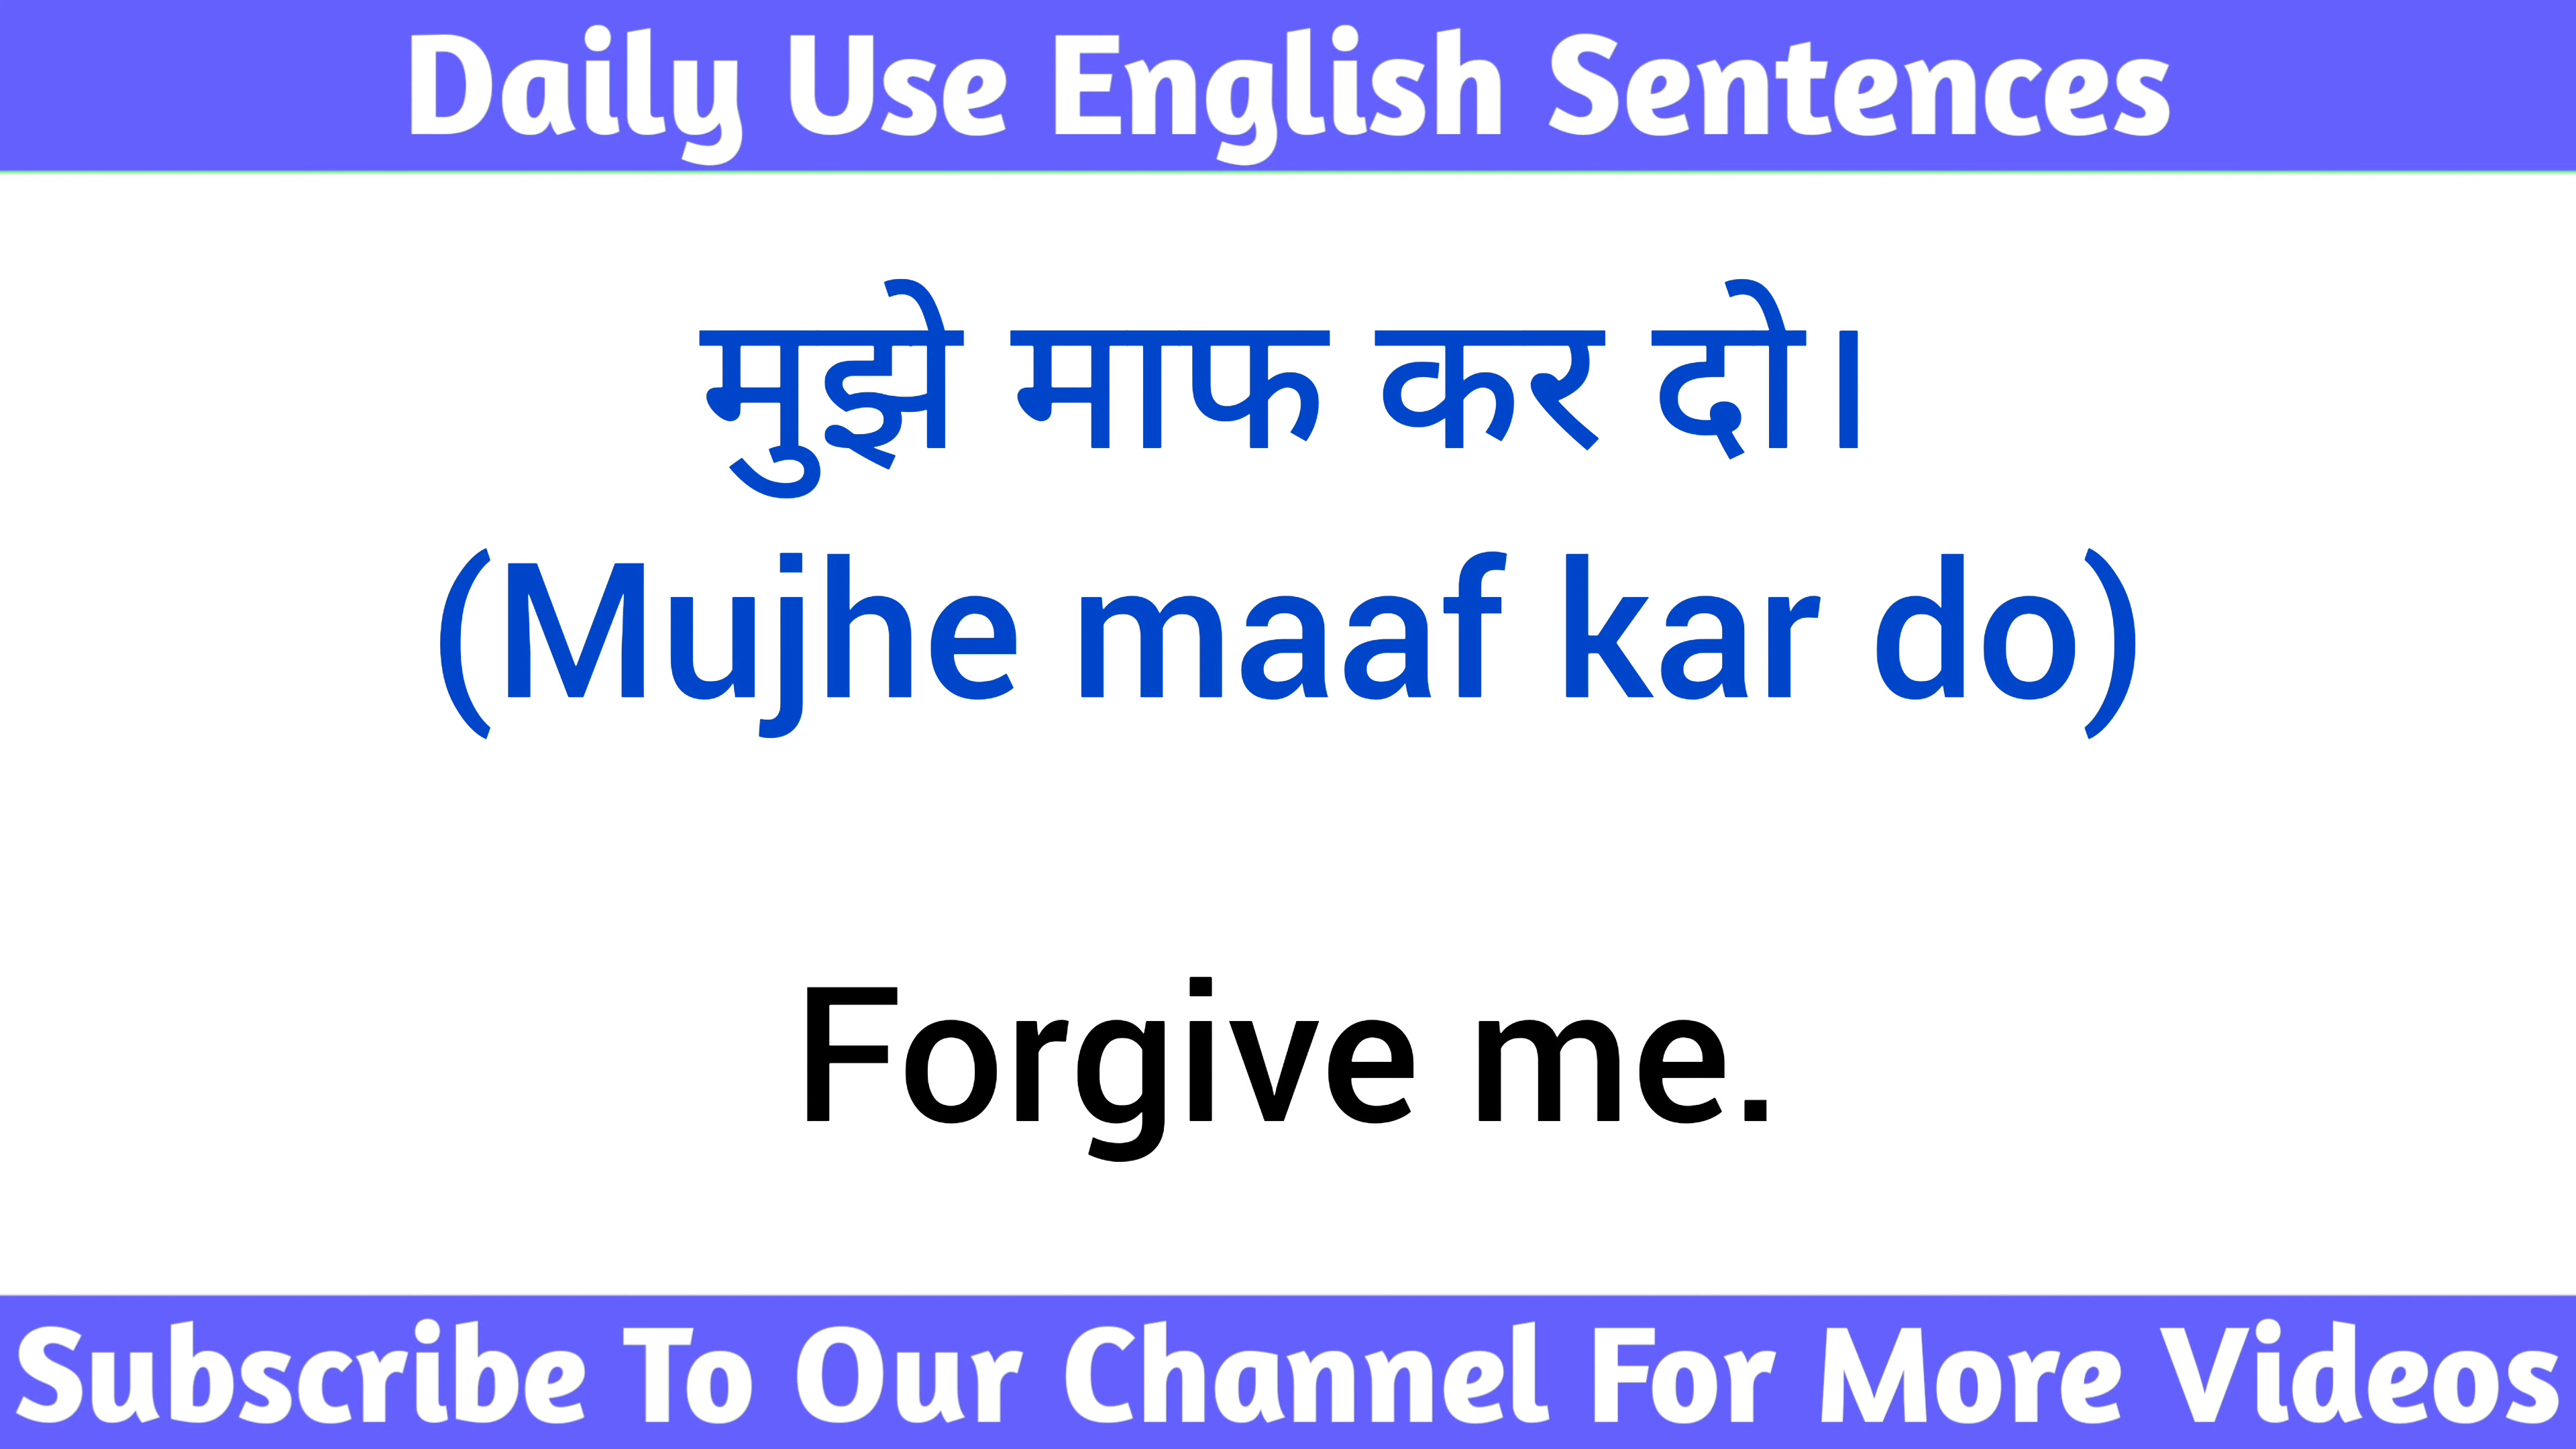 Daily Use English Sentences
मुझे माफ कर दो।
(Mujhe maaf kar do)
Forgive me.
Subscribe To Our Channel For More Videos